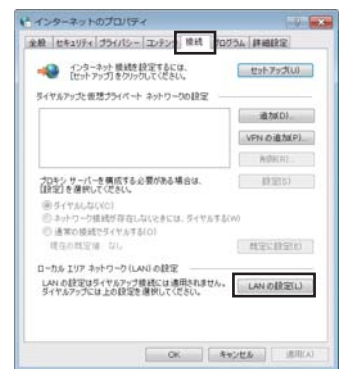 インターネットのプロパティ
全般 セキュリティ プライバシー コンテンツ 接続 プログラム 詳細設定
インターネット接続を設定するには、
[セットアップ]をクリックしてください。
セットアップ(U)
ダイヤルアップと仮想プライベート ネットワークの設定
追加(D)...
VPN の追加(P)...
削除(R)...
プロキシ サーバーを構成する必要がある場合は、
[設定]を選択してください。
設定(S)
ダイヤルしない(C)
ネットワーク接続が存在しないときには、ダイヤルする(W)
通常の接続でダイヤルする(O)
現在の既定値 なし
既定に設定(E)
ローカル エリア ネットワーク(LAN)の設定
LAN の設定はダイヤルアップ接続には適用されません。
ダイヤルアップには上の設定を選択してください。
LAN の設定(L)
OK キャンセル 適用(A)